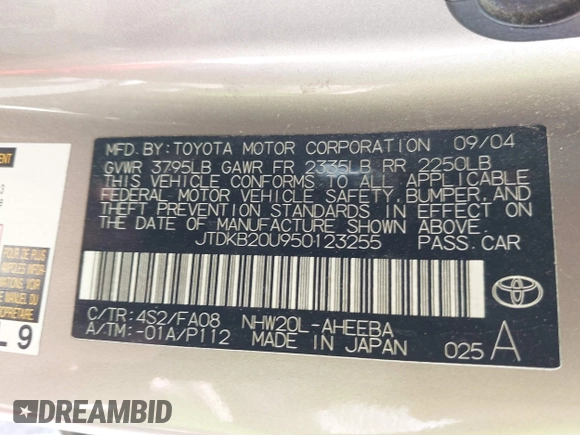 MFD.BY:TOYOTA MOTOR CORPORATION 09/04
GVWR 3795LB GAWR FR 2335LB RR 2250LB
THIS VEHICLE CONFORMS TO ALL APPLICABLE
FEDERAL MOTOR VEHICLE SAFETY, BUMPER, AND
THEFT PREVENTION STANDARDS IN EFFECT ON
THE DATE OF MANUFACTURE SHOWN ABOVE.
JTDKB20U950123255 PASS.CAR
C/TR:4S2/FA08 NHW20L-AHEEBA
A/TM:-01A/P112 MADE IN JAPAN 025 A
TOYOTA
L 9
DREAMBID